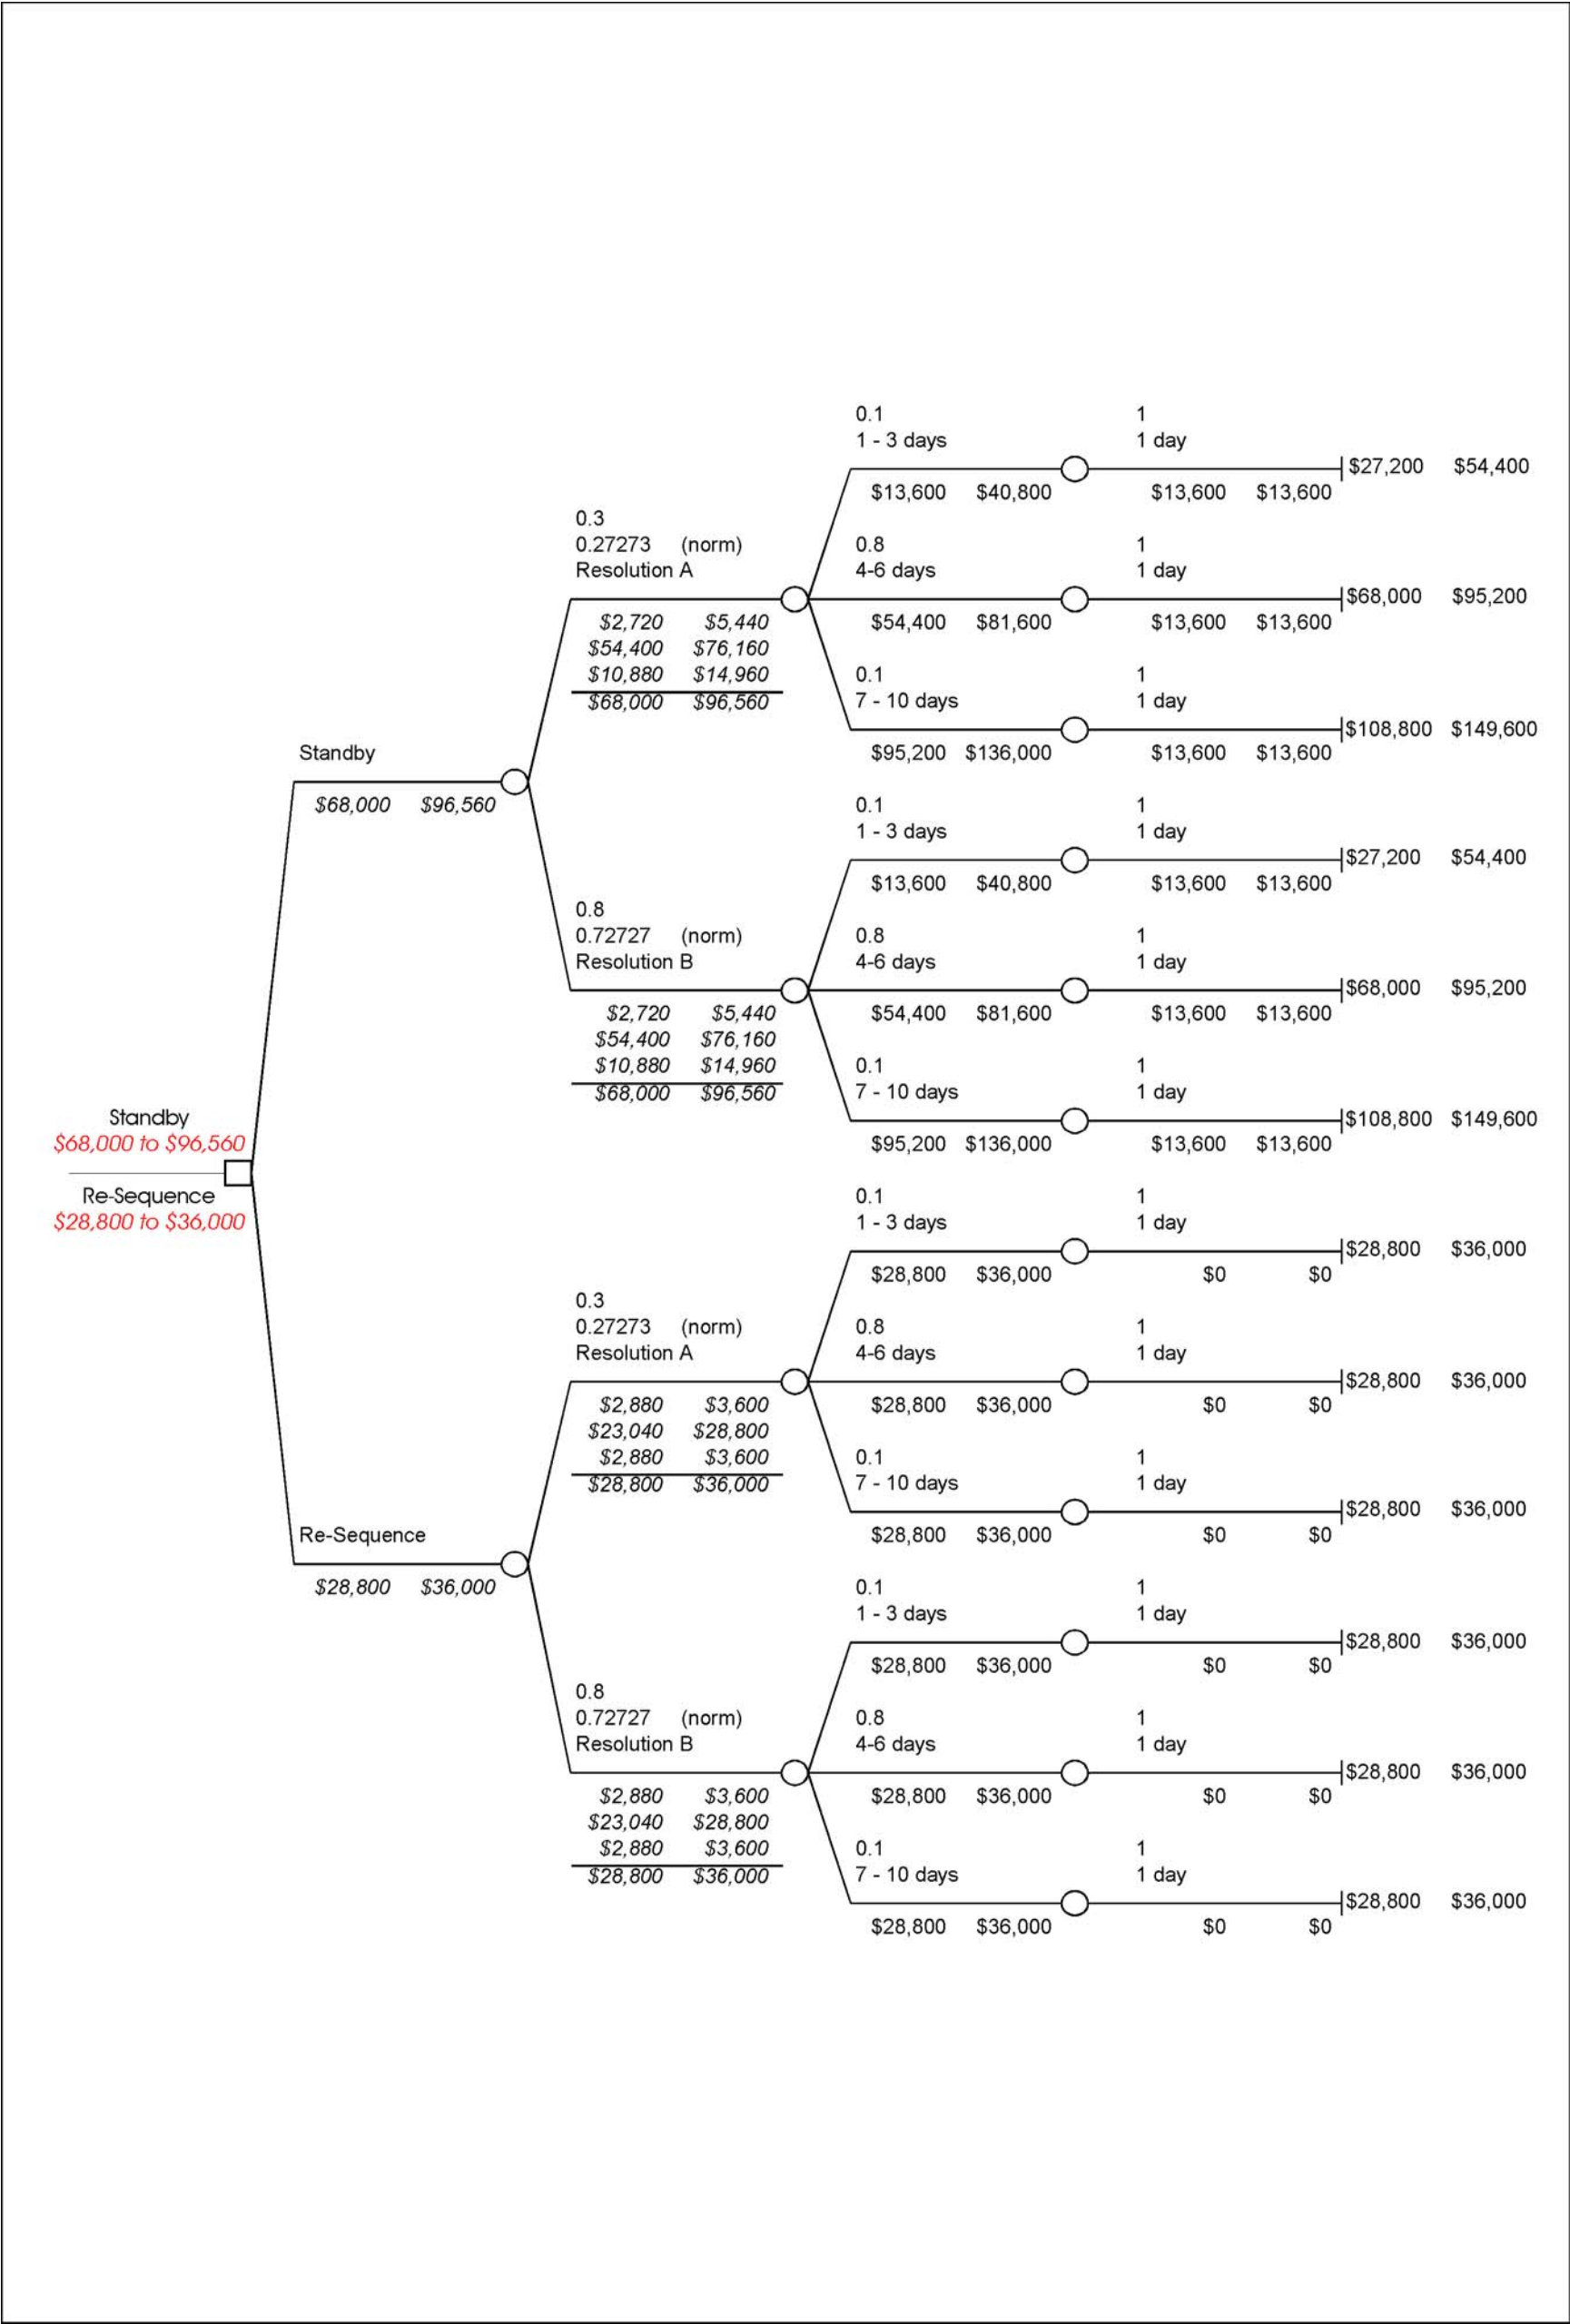 Standby
$68,000 to $96,560
Re-Sequence
$28,800 to $36,000
Standby
$68,000 $96,560
0.3
0.27273 (norm)
Resolution A
$2,720 $5,440
$54,400 $76,160
$10,880 $14,960
$68,000 $96,560
0.1
1 - 3 days
$13,600 $40,800
1
1 day
$13,600 $13,600
$27,200 $54,400
0.8
4-6 days
$54,400 $81,600
1
1 day
$13,600 $13,600
$68,000 $95,200
0.1
7 - 10 days
$95,200 $136,000
1
1 day
$13,600 $13,600
$108,800 $149,600
0.8
0.72727 (norm)
Resolution B
$2,720 $5,440
$54,400 $76,160
$10,880 $14,960
$68,000 $96,560
0.1
1 - 3 days
$13,600 $40,800
1
1 day
$13,600 $13,600
$27,200 $54,400
0.8
4-6 days
$54,400 $81,600
1
1 day
$13,600 $13,600
$68,000 $95,200
0.1
7 - 10 days
$95,200 $136,000
1
1 day
$13,600 $13,600
$108,800 $149,600
Re-Sequence
$28,800 $36,000
0.3
0.27273 (norm)
Resolution A
$2,880 $3,600
$23,040 $28,800
$2,880 $3,600
$28,800 $36,000
0.1
1 - 3 days
$28,800 $36,000
1
1 day
$0 $0
$28,800 $36,000
0.8
4-6 days
$28,800 $36,000
1
1 day
$0 $0
$28,800 $36,000
0.1
7 - 10 days
$28,800 $36,000
1
1 day
$0 $0
$28,800 $36,000
0.8
0.72727 (norm)
Resolution B
$2,880 $3,600
$23,040 $28,800
$2,880 $3,600
$28,800 $36,000
0.1
1 - 3 days
$28,800 $36,000
1
1 day
$0 $0
$28,800 $36,000
0.8
4-6 days
$28,800 $36,000
1
1 day
$0 $0
$28,800 $36,000
0.1
7 - 10 days
$28,800 $36,000
1
1 day
$0 $0
$28,800 $36,000